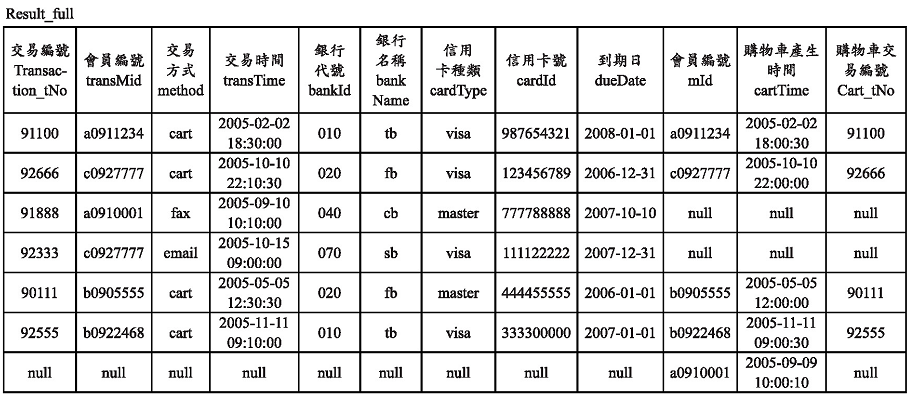 Result_full
交易編號 Transac-tion_tNo 會員編號 transMid 交易方式 method 交易時間 transTime 銀行代號 bankId 銀行名稱 bank Name 信用卡種類 cardType 信用卡號 cardId 到期日 dueDate 會員編號 mId 購物車產生時間 cartTime 購物車交易編號 Cart_tNo
91100 a0911234 cart 2005-02-02 18:30:00 010 tb visa 987654321 2008-01-01 a0911234 2005-02-02 18:00:30 91100
92666 c0927777 cart 2005-10-10 22:10:30 020 fb visa 123456789 2006-12-31 c0927777 2005-10-10 22:00:00 92666
91888 a0910001 fax 2005-09-10 10:10:00 040 cb master 777788888 2007-10-10 null null null
92333 c0927777 email 2005-10-15 09:00:00 070 sb visa 111122222 2007-12-31 null null null
90111 b0905555 cart 2005-05-05 12:30:30 020 fb master 444455555 2006-01-01 b0905555 2005-05-05 12:00:00 90111
92555 b0922468 cart 2005-11-11 09:10:00 010 tb visa 333300000 2007-01-01 b0922468 2005-11-11 09:00:30 92555
null null null null null null null null null a0910001 2005-09-09 10:00:10 null